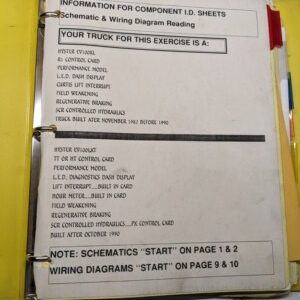 INFORMATION FOR COMPONENT I.D. SHEETS
Schematic & Wiring Diagram Reading
YOUR TRUCK FOR THIS EXERCISE IS A:
HYSTER EV100XL
R: CONTROL CARD
PERFORMANCE MODEL
L.E.D. DASH DISPLAY
CURTIS LIFT INTERRUPT
FIELD WEAKENING
REGENERATIVE BRAKING
SCR CONTROLLED HYDRAULICS
TRUCK BUILT ATER NOVEMBER 1987 BEFORE 1990
HYSTER EV100LXT
TT OR HT CONTROL CARD
PERFORMANCE MODEL
L.E.D. DIAGNOSTICS DASH DISPLAY
LIFT INTERRUPT....BUILT IN CARD
HOUR METER....BUILT IN CARD
FIELD WEAKENING
REGENERATIVE BRAKING
SCR CONTROLLED HYDRAULICS....PX CONTROL CARD
BUILT AFTER OCTOBER 1990
NOTE: SCHEMATICS "START" ON PAGE 1 & 2
WIRING DIAGRAMS "START" ON PAGE 9 & 10